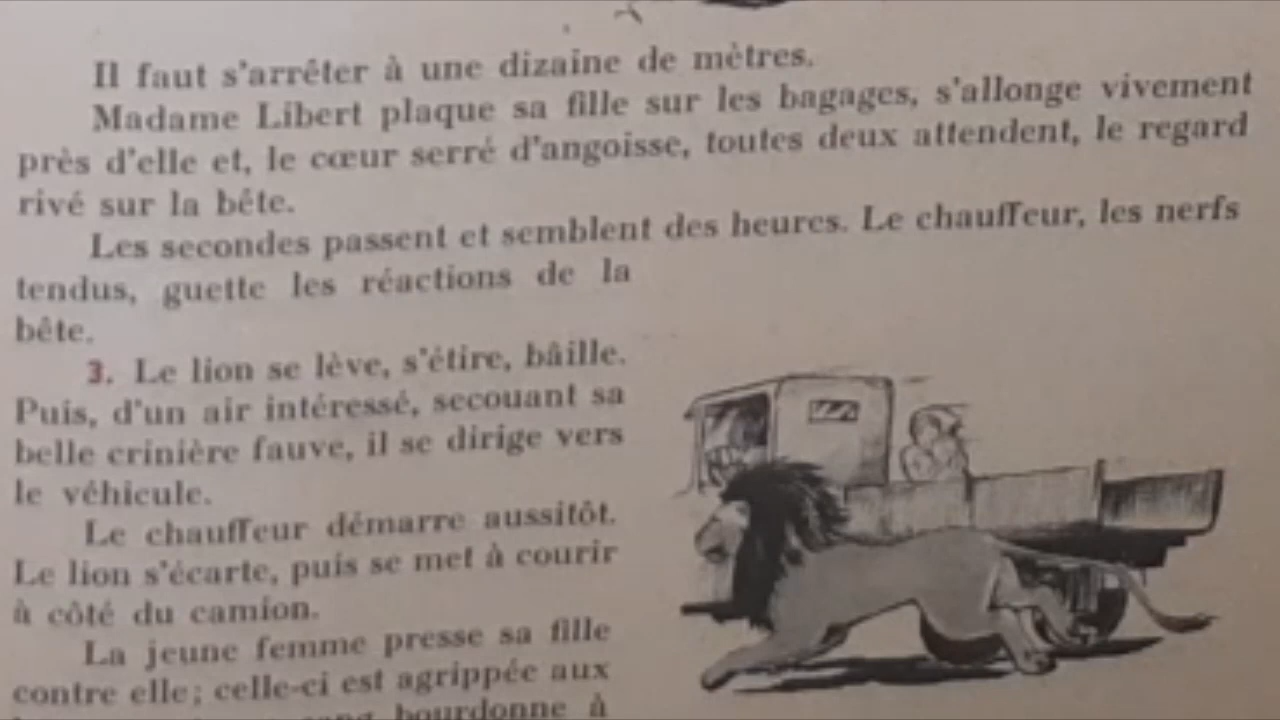 Il faut s'arrêter à une dizaine de mètres.
Madame Libert plaque sa fille sur les bagages, s'allonge vivement
près d'elle et, le cœur serré d'angoisse, toutes deux attendent, le regard
rivé sur la bête.
Les secondes passent et semblent des heures. Le chauffeur, les nerfs
tendus, guette les réactions de la
bête.
3. Le lion se lève, s'étire, bâille.
Puis, d'un air intéressé, secouant sa
belle crinière fauve, il se dirige vers
le véhicule.
Le chauffeur démarre aussitôt.
Le lion s'écarte, puis se met à courir
à côté du camion.
La jeune femme presse sa fille
contre elle ; celle-ci est agrippée aux
bourdonne à